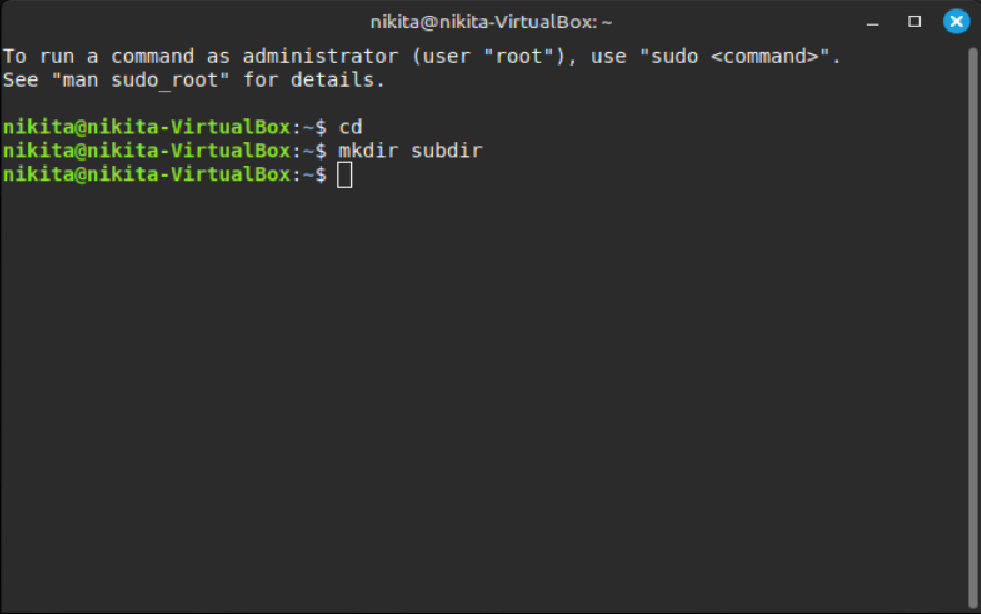 nikita@nikita-VirtualBox: ~
To run a command as administrator (user "root"), use "sudo <command>".
See "man sudo_root" for details.
nikita@nikita-VirtualBox:~$ cd
nikita@nikita-VirtualBox:~$ mkdir subdir
nikita@nikita-VirtualBox:~$